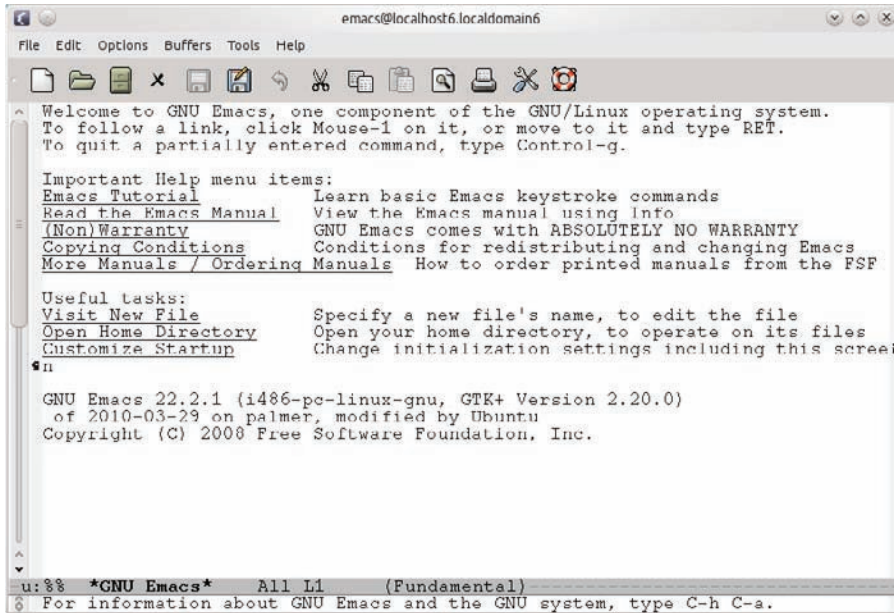 emacs@localhost6.localdomain6
File Edit Options Buffers Tools Help
Welcome to GNU Emacs, one component of the GNU/Linux operating system.
To follow a link, click Mouse-1 on it, or move to it and type RET.
To quit a partially entered command, type Control-g.
Important Help menu items:
Emacs Tutorial Learn basic Emacs keystroke commands
Read the Emacs Manual View the Emacs manual using Info
(Non)Warranty GNU Emacs comes with ABSOLUTELY NO WARRANTY
Copying Conditions Conditions for redistributing and changing Emacs
More Manuals / Ordering Manuals How to order printed manuals from the FSF
Useful tasks:
Visit New File Specify a new file's name, to edit the file
Open Home Directory Open your home directory, to operate on its files
Customize Startup Change initialization settings including this scree
n
GNU Emacs 22.2.1 (i486-pc-linux-gnu, GTK+ Version 2.20.0)
of 2010-03-29 on palmer, modified by Ubuntu
Copyright (C) 2008 Free Software Foundation, Inc.
-u:%% *GNU Emacs* All L1 (Fundamental)
For information about GNU Emacs and the GNU system, type C-h C-a.